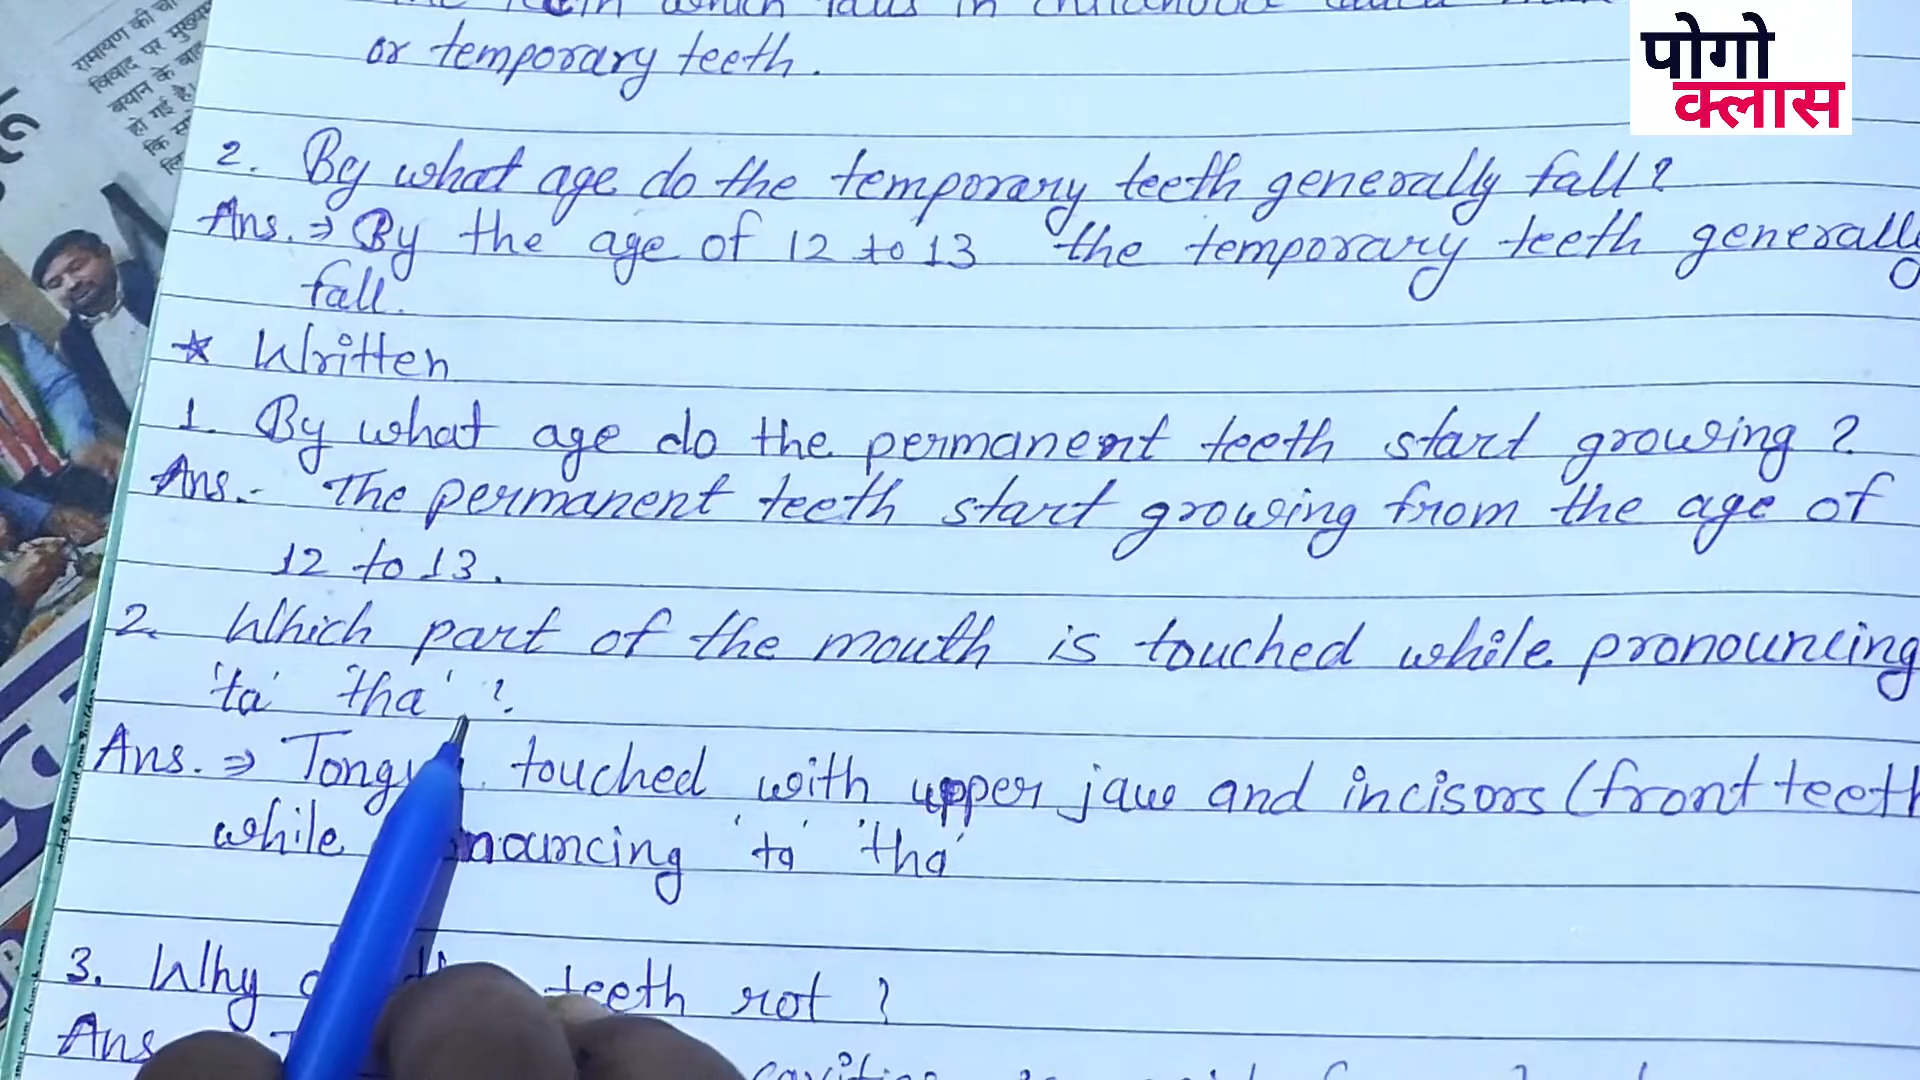 or temporary teeth.
पोगो
क्लास
2. By what age do the temporary teeth generally fall?
Ans. ⇒ By the age of 12 to 13 the temporary teeth generally
fall.
★ Written
1. By what age do the permanent teeth start growing?
Ans.- The permanent teeth start growing from the age of
12 to 13.
2. Which part of the mouth is touched while pronouncing
'ta' 'tha' ?
Ans. ⇒ touched with upper jaw and incisors (front teeth
while 'ta' 'tha'
3. Why teeth rot ?
Ans